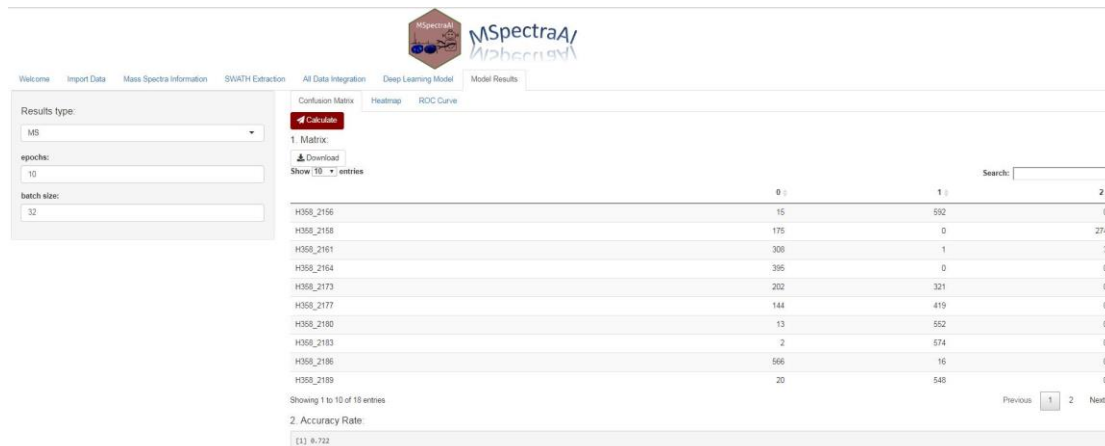 MSpectraAI
MSpectraAI
Welcome Import Data Mass Spectra Information SWATH Extraction All Data Integration Deep Learning Model Model Results
Results type:
MS
epochs:
10
batch size:
32
Confusion Matrix Heatmap ROC Curve
Calculate
1. Matrix:
Download
Show 10 entries
Search:
0 1 2
H358_2156 15 592
H358_2158 175 0 274
H358_2161 308 1
H358_2164 395 0
H358_2173 202 321
H358_2177 144 419
H358_2180 13 552
H358_2183 2 574
H358_2186 566 16
H358_2189 20 548
Showing 1 to 10 of 18 entries
Previous 1 2 Next
2. Accuracy Rate:
[1] 0.722